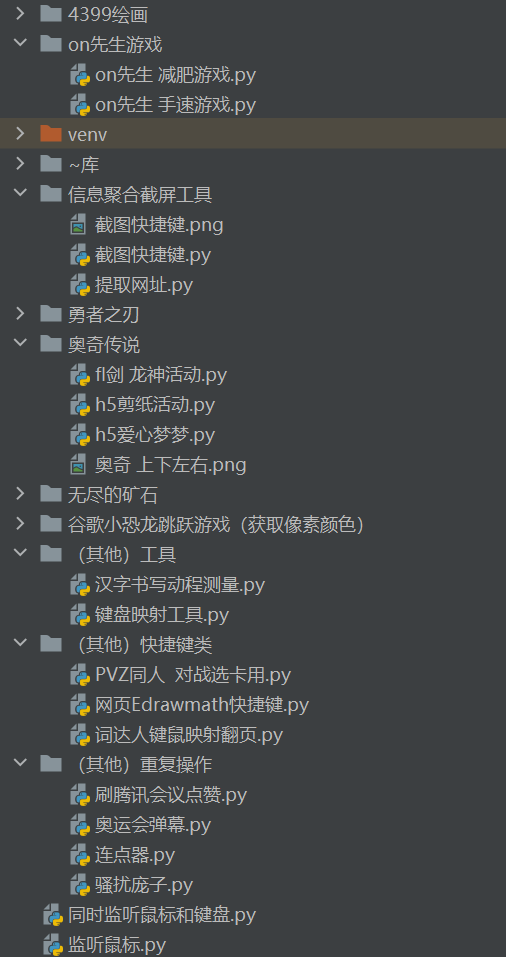 4399绘画
on先生游戏
on先生 减肥游戏.py
on先生 手速游戏.py
venv
~库
信息聚合截屏工具
截图快捷键.png
截图快捷键.py
提取网址.py
勇者之刃
奥奇传说
fl剑 龙神活动.py
h5剪纸活动.py
h5爱心梦梦.py
奥奇 上下左右.png
无尽的矿石
谷歌小恐龙跳跃游戏（获取像素颜色）
（其他）工具
汉字书写动程测量.py
键盘映射工具.py
（其他）快捷键类
PVZ同人  对战选卡用.py
网页Edrawmath快捷键.py
词达人键鼠映射翻页.py
（其他）重复操作
刷腾讯会议点赞.py
奥运会弹幕.py
连点器.py
骚扰庞子.py
同时监听鼠标和键盘.py
监听鼠标.py